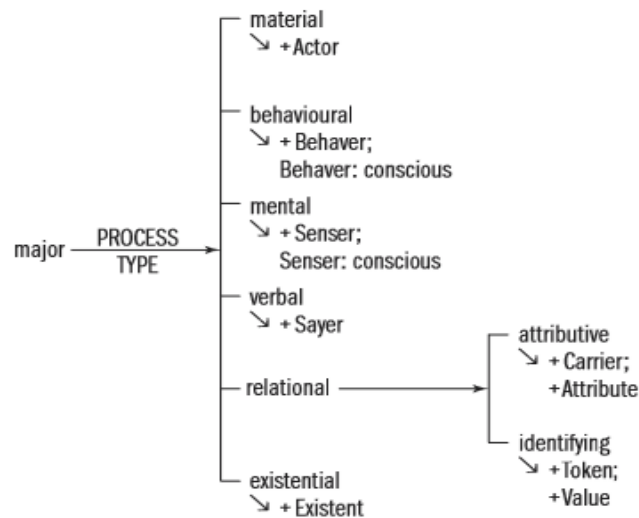 material
↘ +Actor
behavioural
↘ + Behaver;
Behaver: conscious
mental
↘ + Senser;
Senser: conscious
major PROCESS
TYPE
verbal
↘ + Sayer
relational
attributive
↘ + Carrier;
+Attribute
identifying
↘ +Token;
+Value
existential
↘ + Existent